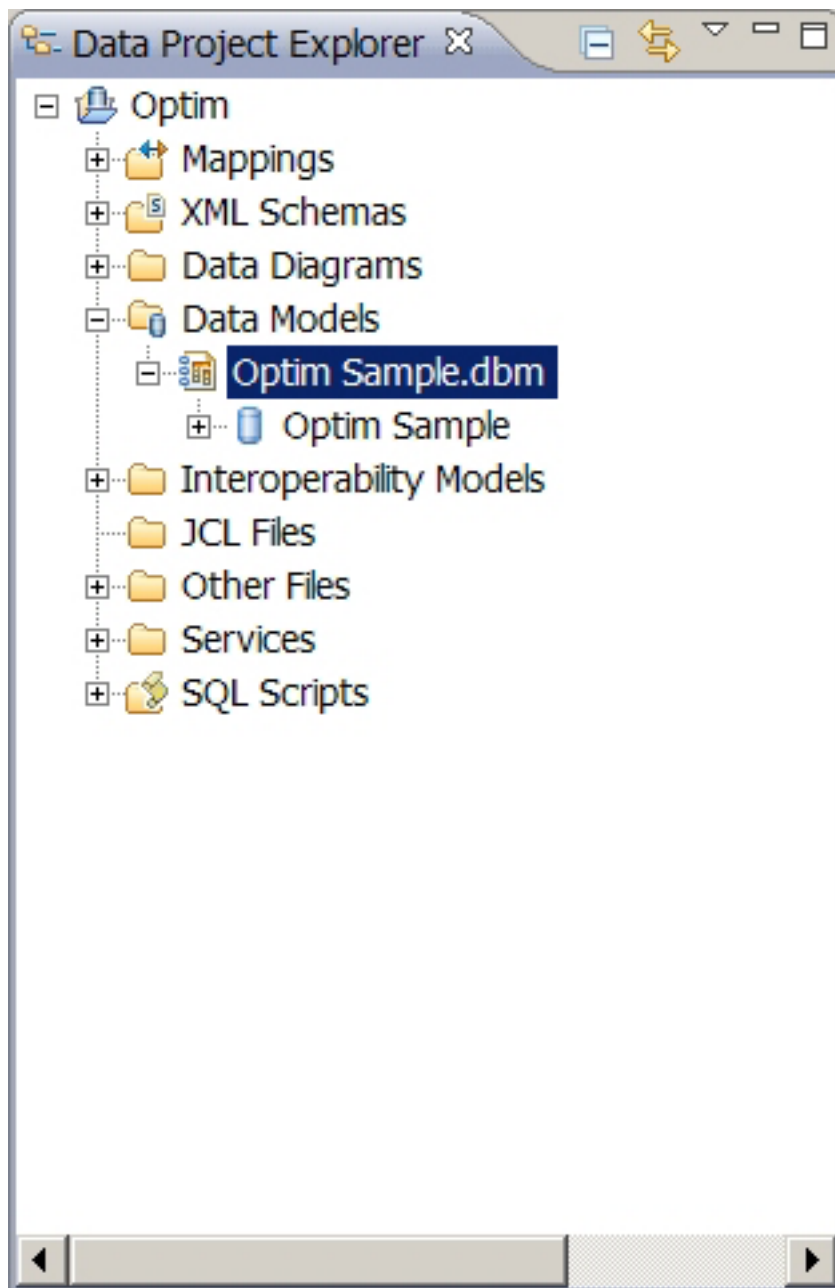 Data Project Explorer
Optim
Mappings
XML Schemas
Data Diagrams
Data Models
Optim Sample.dbm
Optim Sample
Interoperability Models
JCL Files
Other Files
Services
SQL Scripts